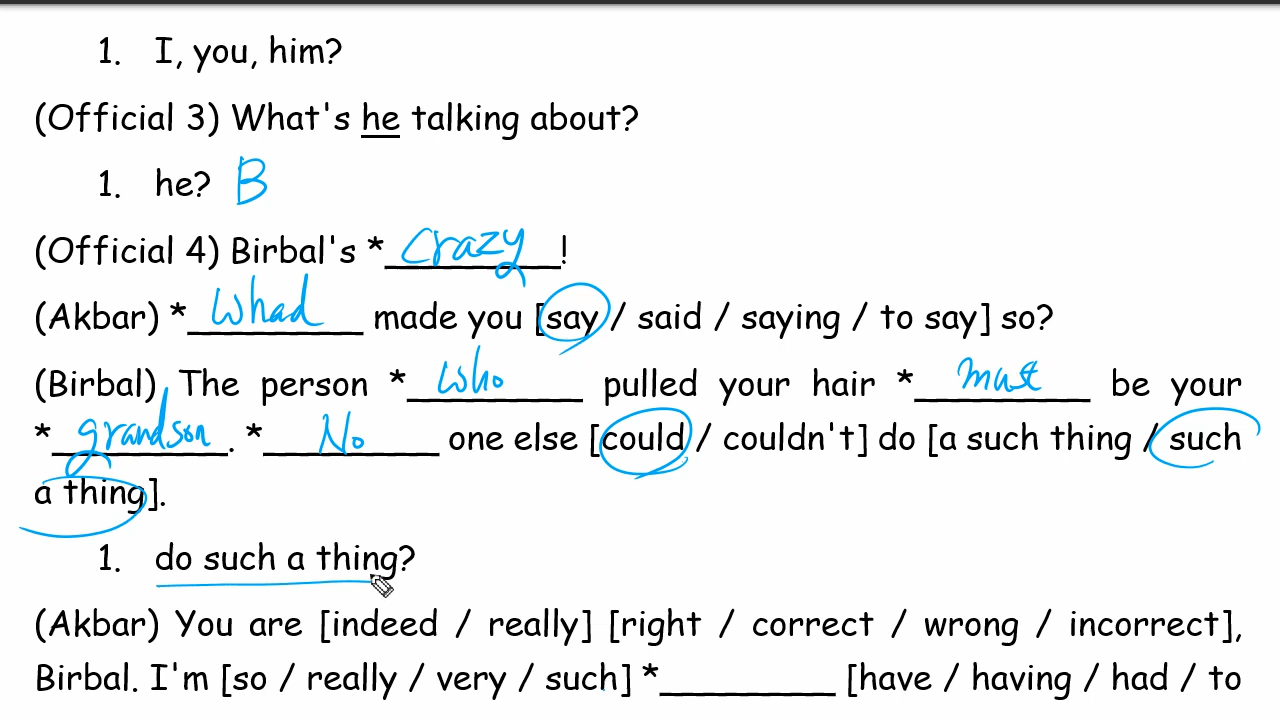 1. I, you, him?
(Official 3) What's he talking about?
1. he? B
(Official 4) Birbal's * crazy !
(Akbar) * What made you [say / said / saying / to say] so?
(Birbal) The person * who pulled your hair * must be your
* grandson . * No one else [could / couldn't] do [a such thing / such
a thing].
1. do such a thing?
(Akbar) You are [indeed / really] [right / correct / wrong / incorrect],
Birbal. I'm [so / really / very / such] *________ [have / having / had / to